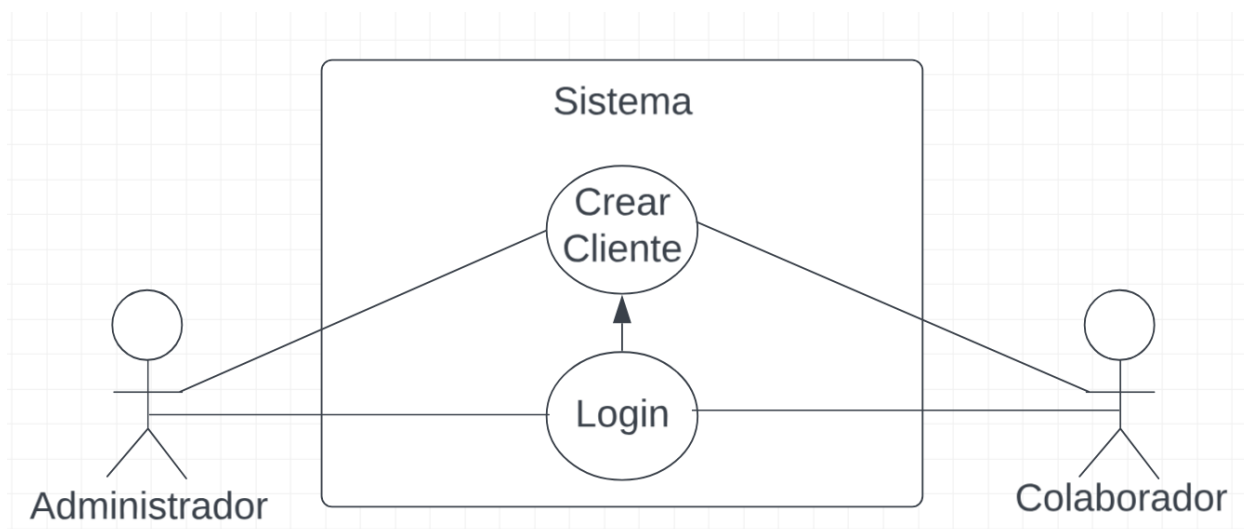 Sistema
Crear
Cliente
Login
Administrador
Colaborador